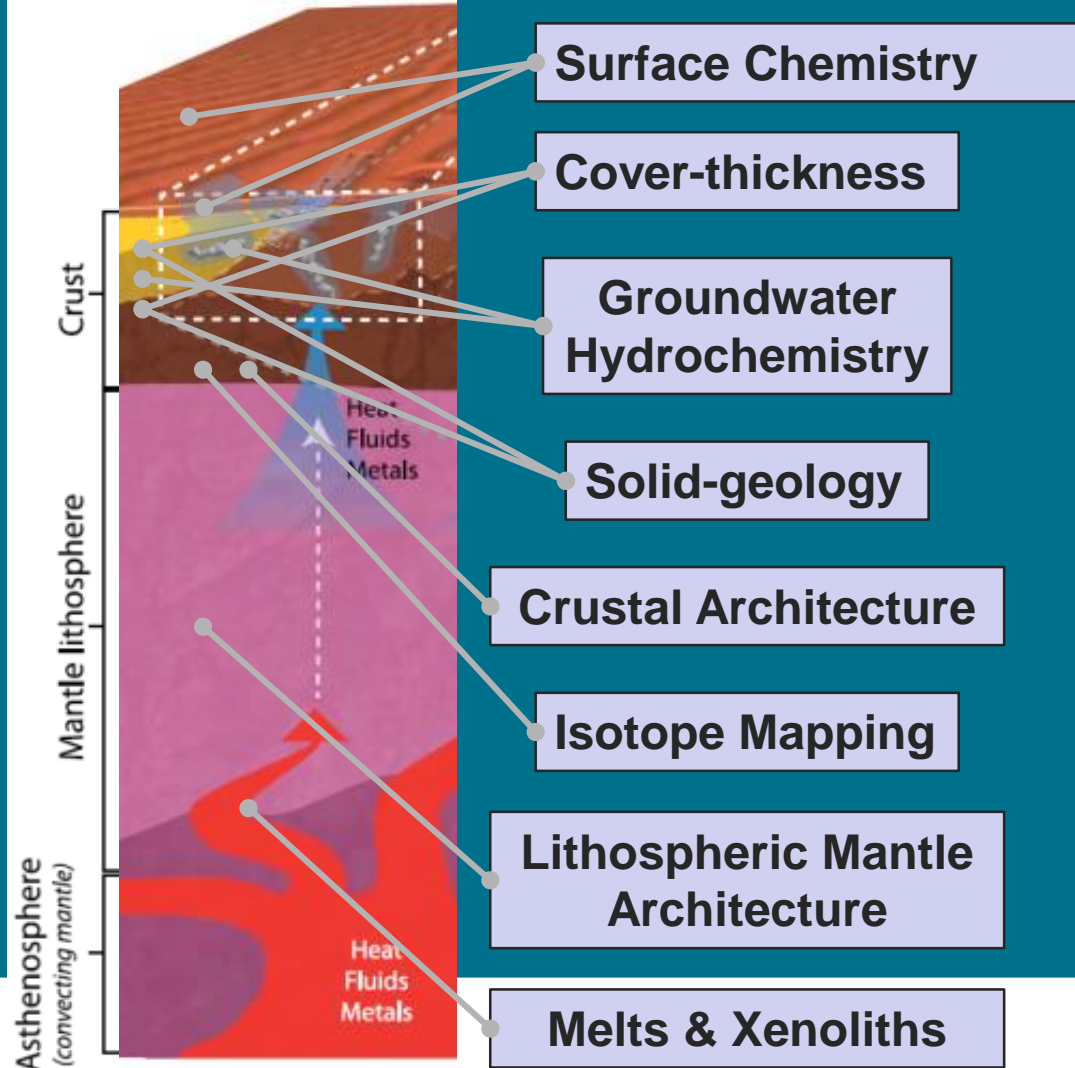 Surface Chemistry
Cover-thickness
Groundwater
Hydrochemistry
Solid-geology
Crustal Architecture
Isotope Mapping
Lithospheric Mantle
Architecture
Melts & Xenoliths
Crust
Mantle lithosphere
Asthenosphere
(convecting mantle)
Heat
Fluids
Metals
Heat
Fluids
Metals